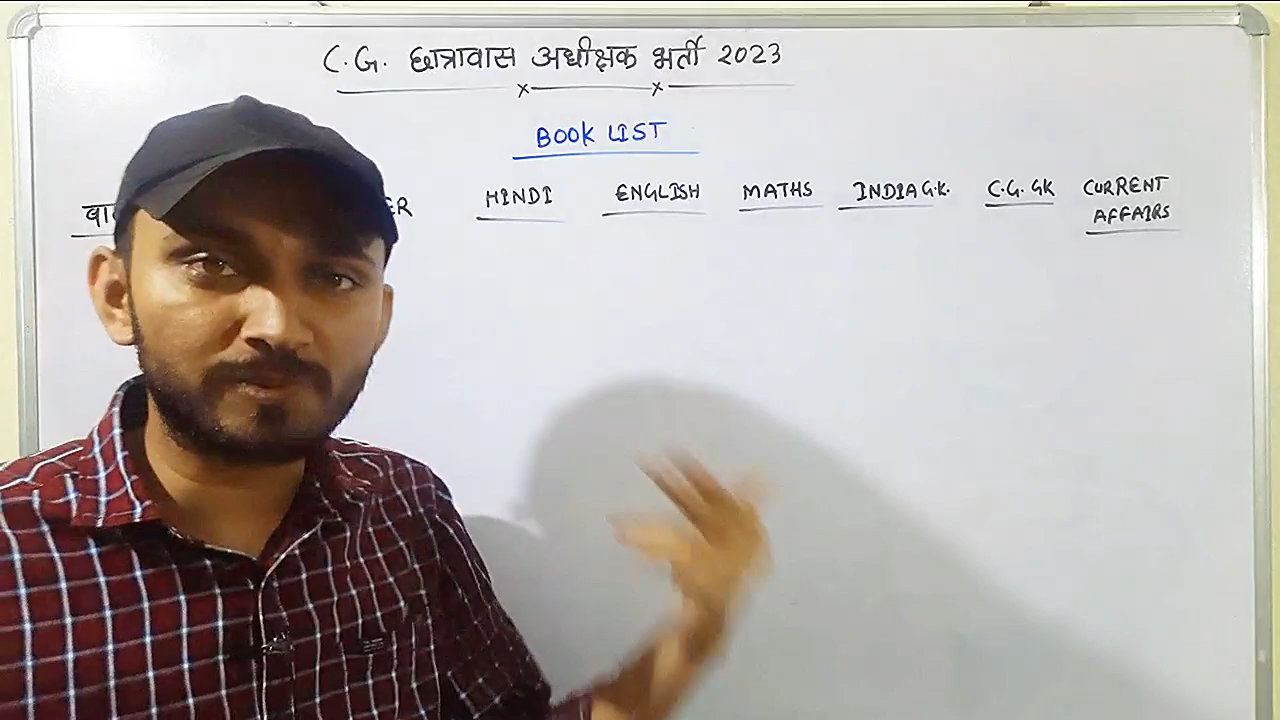 C.G. छात्रावास अधीक्षक भर्ती 2023
BOOK LIST
HINDI ENGLISH MATHS INDIA G.K. C.G. GK CURRENT AFFAIRS